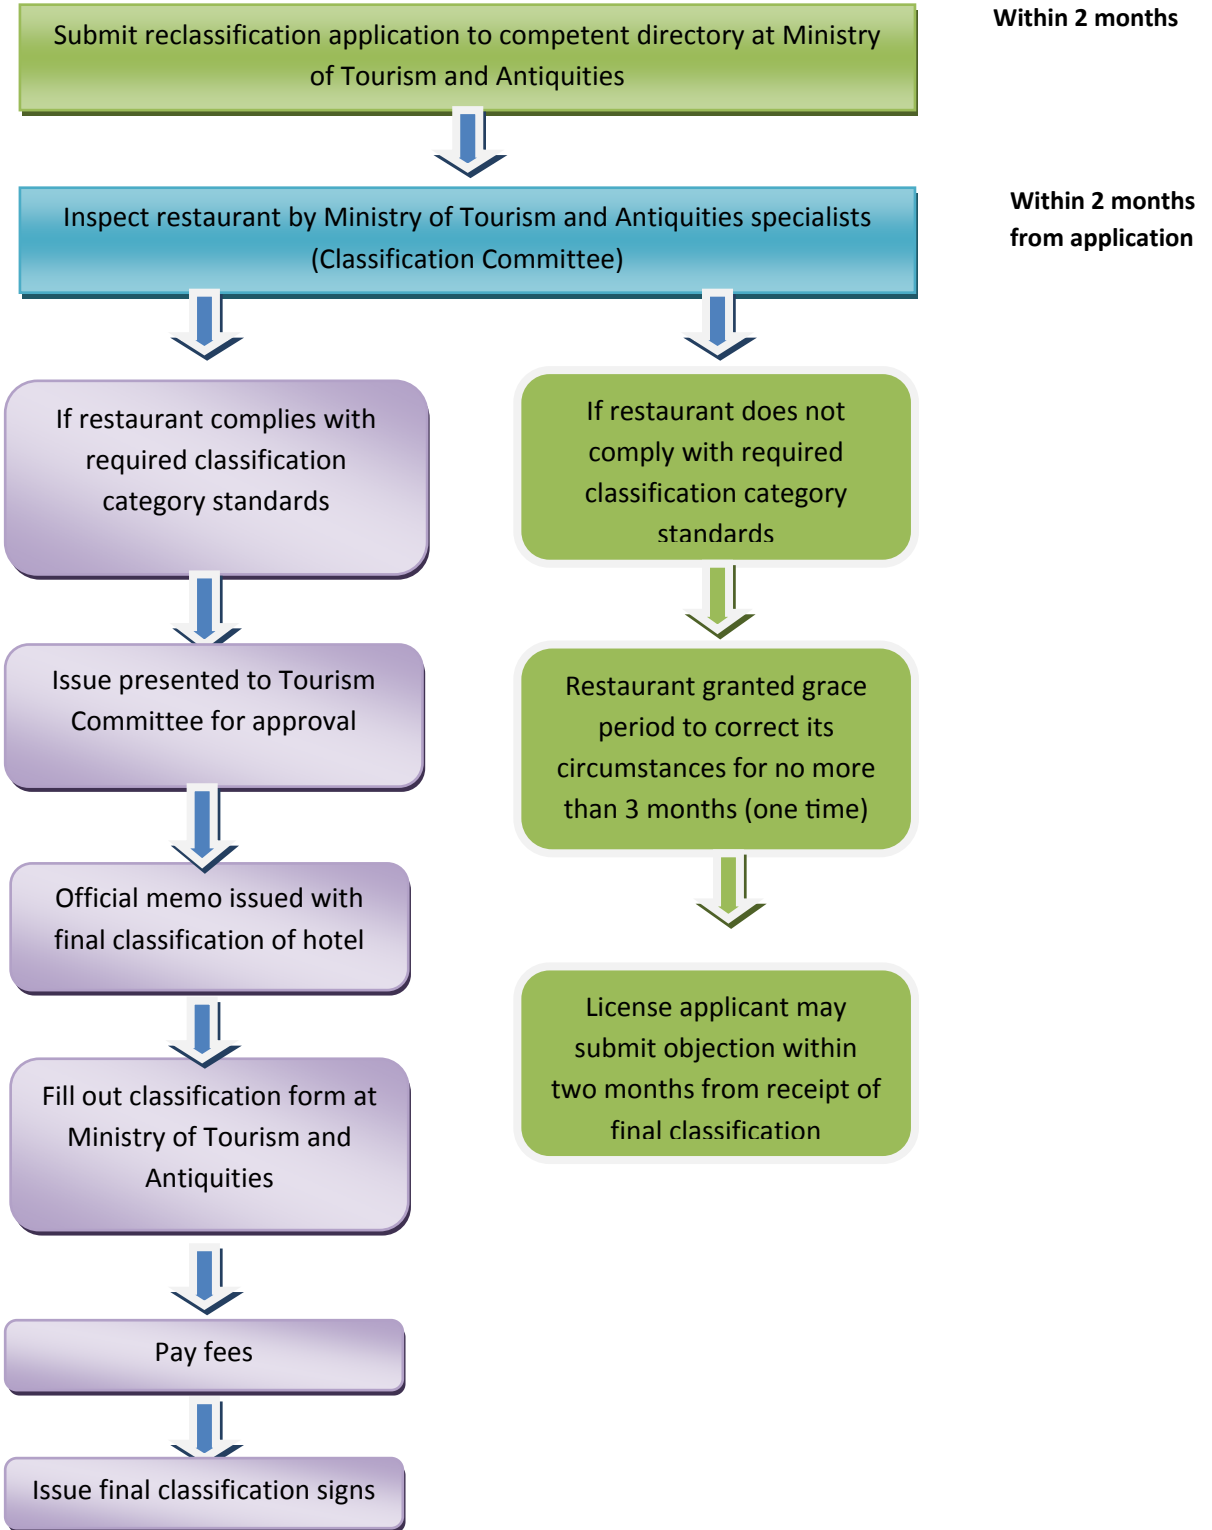 Submit reclassification application to competent directory at Ministry
of Tourism and Antiquities
Within 2 months
Inspect restaurant by Ministry of Tourism and Antiquities specialists
(Classification Committee)
Within 2 months
from application
If restaurant complies with
required classification
category standards
Issue presented to Tourism
Committee for approval
Official memo issued with
final classification of hotel
Fill out classification form at
Ministry of Tourism and
Antiquities
Pay fees
Issue final classification signs
If restaurant does not
comply with required
classification category
standards
Restaurant granted grace
period to correct its
circumstances for no more
than 3 months (one time)
License applicant may
submit objection within
two months from receipt of
final classification